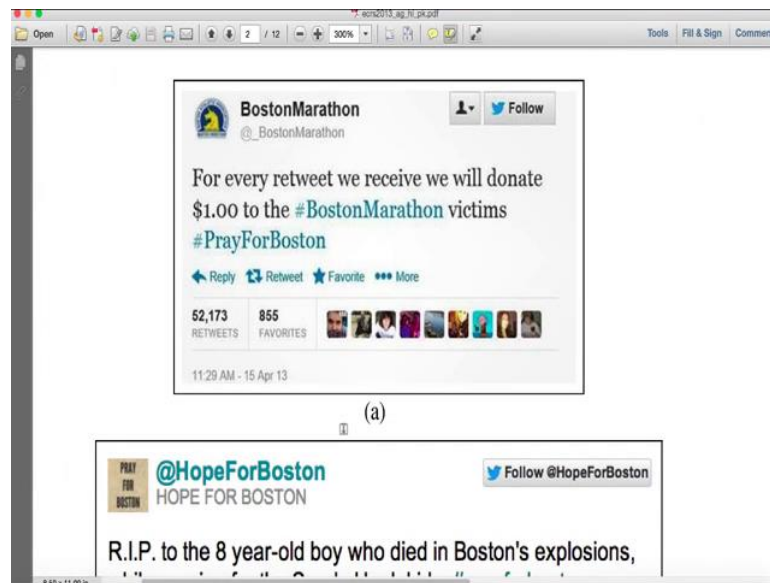 ecrs2013_ag_hl_pk.pdf
Open 2 / 12 300% Tools Fill & Sign Commen
BostonMarathon
@_BostonMarathon
Follow
For every retweet we receive we will donate
$1.00 to the #BostonMarathon victims
#PrayForBoston
Reply Retweet Favorite More
52,173 855
RETWEETS FAVORITES
11:29 AM - 15 Apr 13
(a)
PRAY
FOR
BOSTON
@HopeForBoston
HOPE FOR BOSTON
Follow @HopeForBoston
R.I.P. to the 8 year-old boy who died in Boston's explosions,